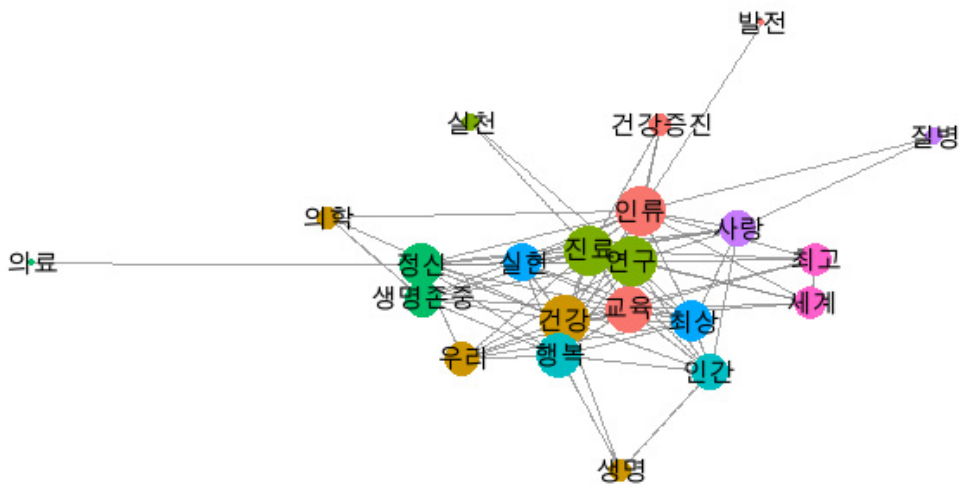 발전
실천
건강증진
질병
의학
인류
사랑
의료
정신
실현
진료
연구
최고
생명존중
건강
교육
최상
세계
우리
행복
인간
생명